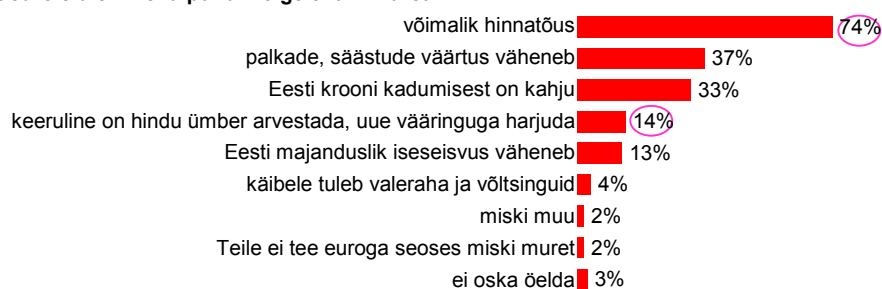 võimalik hinnatõus 74%
palkade, säästude väärtus väheneb 37%
Eesti krooni kadumisest on kahju 33%
keeruline on hindu ümber arvestada, uue vääringuga harjuda 14%
Eesti majanduslik iseseisvus väheneb 13%
käibele tuleb valeraha ja võltsinguid 4%
miski muu 2%
Teile ei tee euroga seoses miski muret 2%
ei oska öelda 3%